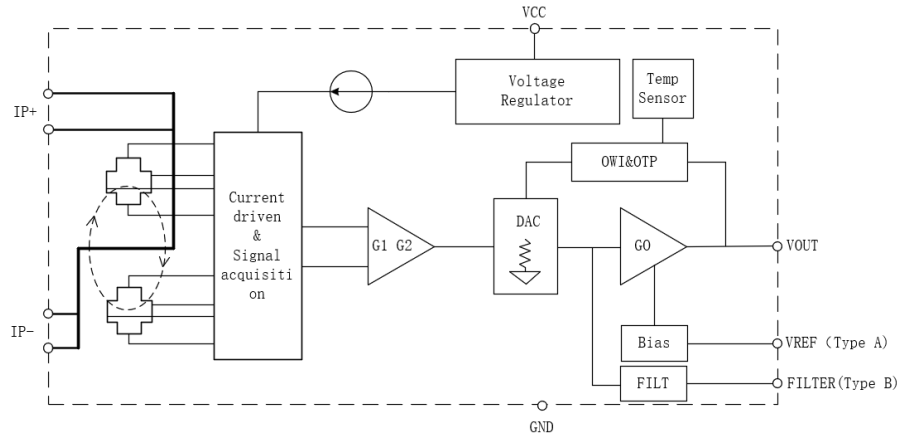 VCC
IP+
Voltage
Regulator
Temp
Sensor
OWI&OTP
Current
driven
&
Signal
acquisiti
on
G1 G2
DAC
GO
VOUT
Bias
VREF (Type A)
FILT
FILTER(Type B)
IP-
GND